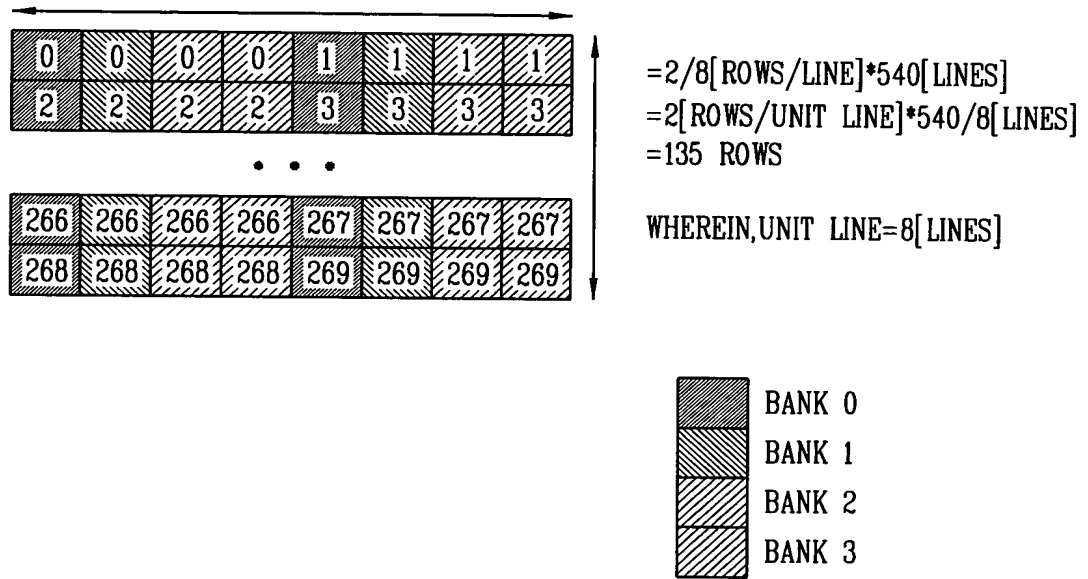 0 0 0 0 1 1 1 1
2 2 2 2 3 3 3 3
266 266 266 266 267 267 267 267
268 268 268 268 269 269 269 269
=2/8[ROWS/LINE]*540[LINES]
=2[ROWS/UNIT LINE]*540/8[LINES]
=135 ROWS
WHEREIN,UNIT LINE=8[LINES]
BANK 0
BANK 1
BANK 2
BANK 3